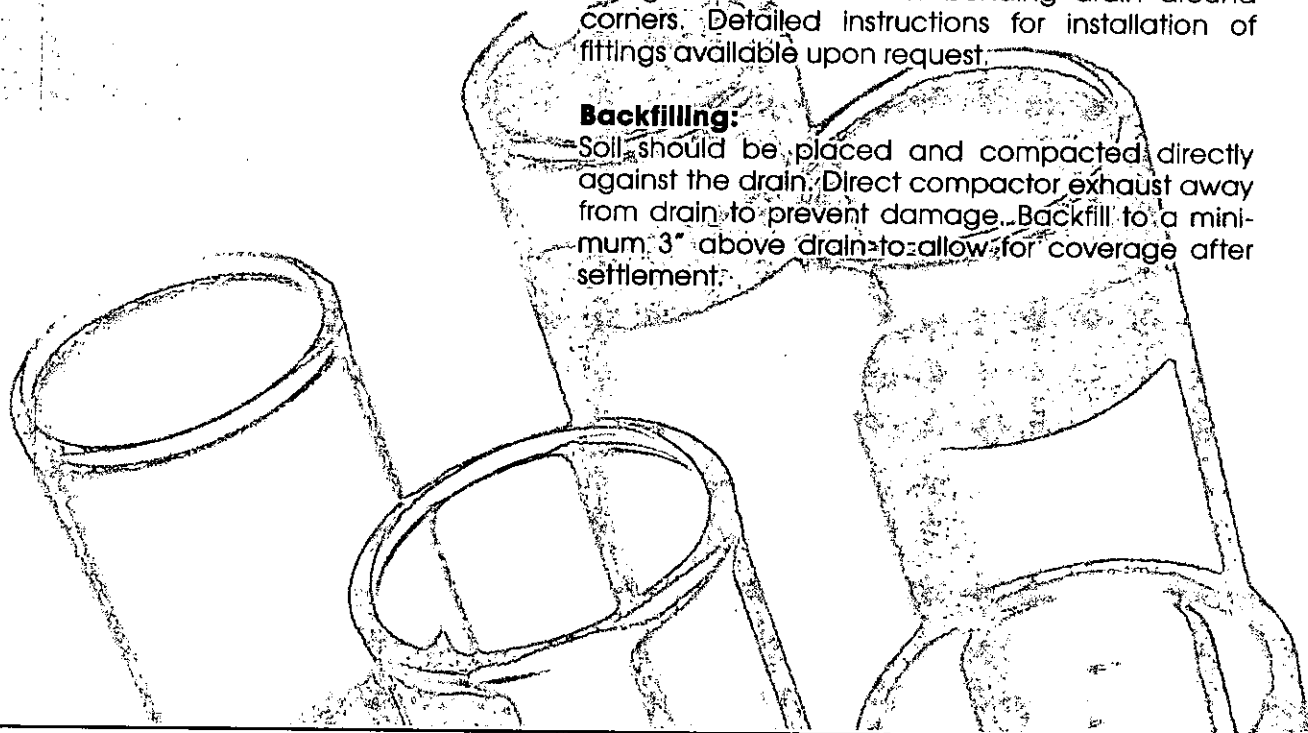 corners. Detailed instructions for installation of
fittings available upon request.
Backfilling:
Soil should be placed and compacted directly
against the drain. Direct compactor exhaust away
from drain to prevent damage. Backfill to a mini-
mum 3" above drain to allow for coverage after
settlement.